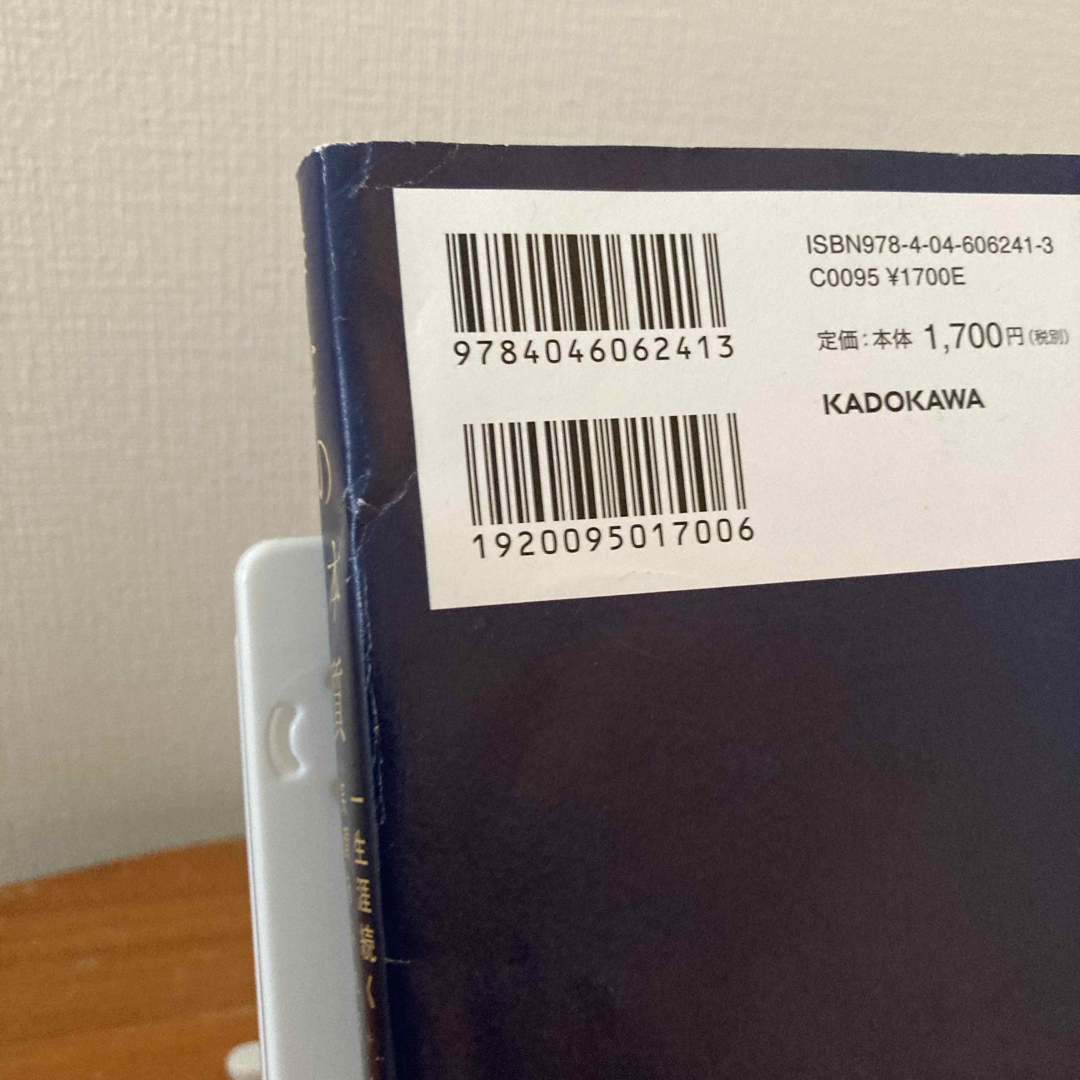 9784046062413
1920095017006
ISBN978-4-04-606241-3
C0095 ¥1700E
定価：本体 1,700円（税別）
KADOKAWA
の